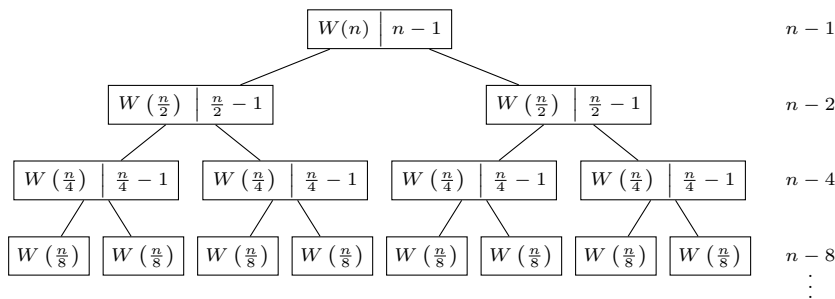 W(n) | n − 1 n − 1
W(n/2) | n/2 − 1 W(n/2) | n/2 − 1 n − 2
W(n/4) | n/4 − 1 W(n/4) | n/4 − 1 W(n/4) | n/4 − 1 W(n/4) | n/4 − 1 n − 4
W(n/8) W(n/8) W(n/8) W(n/8) W(n/8) W(n/8) W(n/8) W(n/8) n − 8
⋮